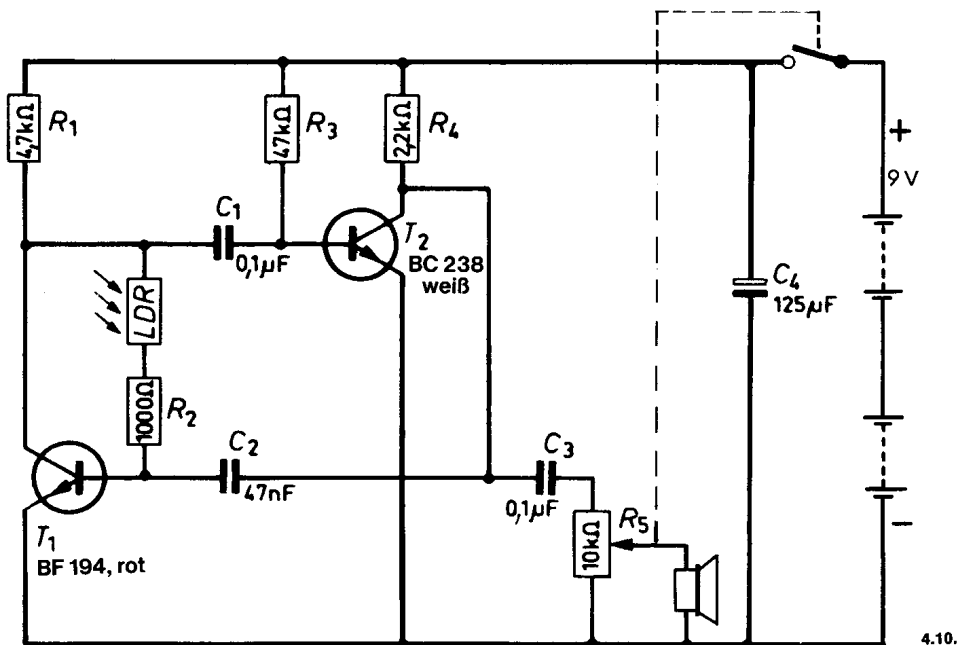 4,7kΩ
R1
47kΩ
R3
2,2kΩ
R4
+
9V
C1
0,1µF
T2
BC 238
weiß
LDR
C4
125µF
1000Ω
R2
C2
47nF
C3
0,1µF
R5
10kΩ
T1
BF 194, rot
−
4.10.